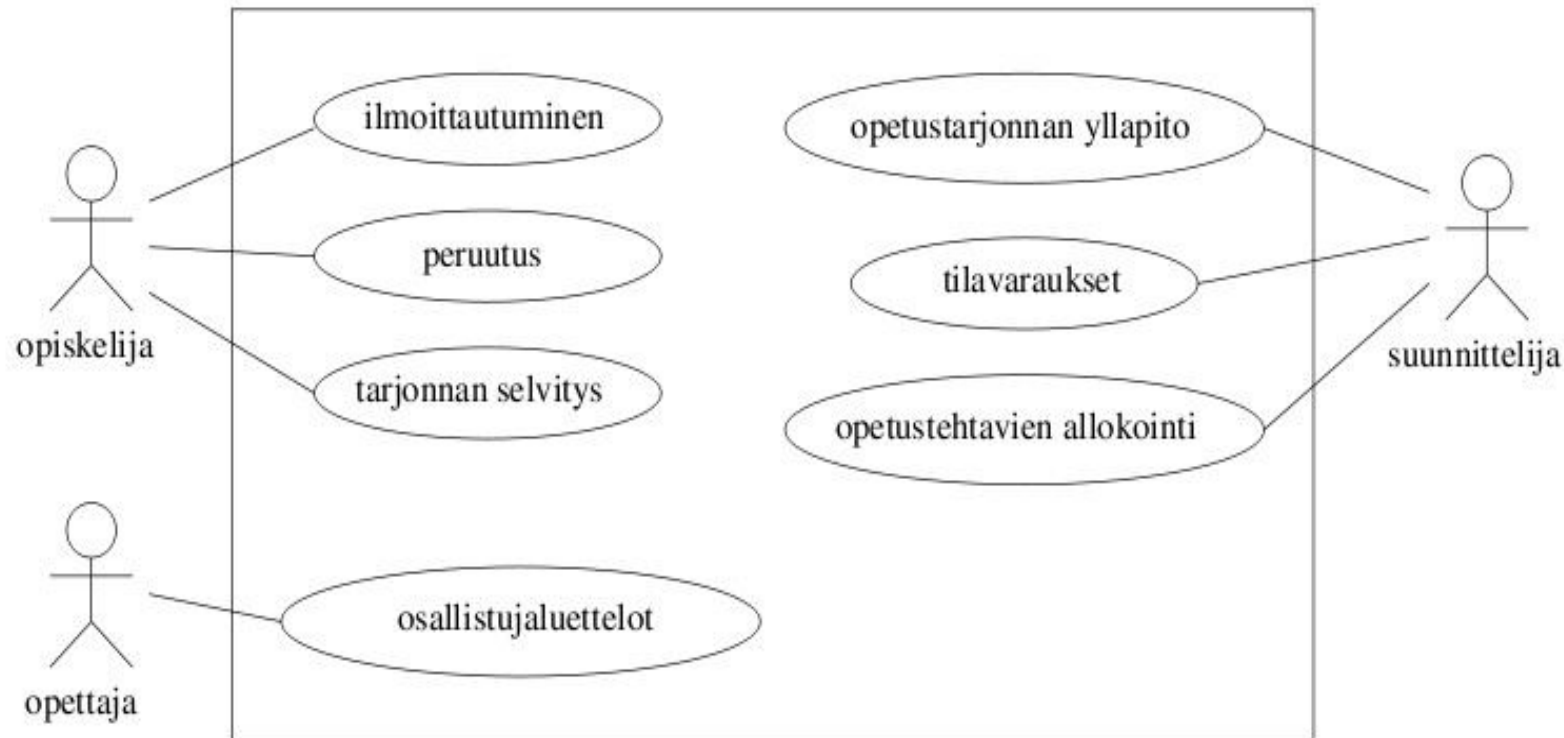 ilmoittautuminen
opetustarjonnan yllapito
peruutus
tilavaraukset
opiskelija
suunnittelija
tarjonnan selvitys
opetustehtavien allokointi
osallistujaluettelot
opettaja